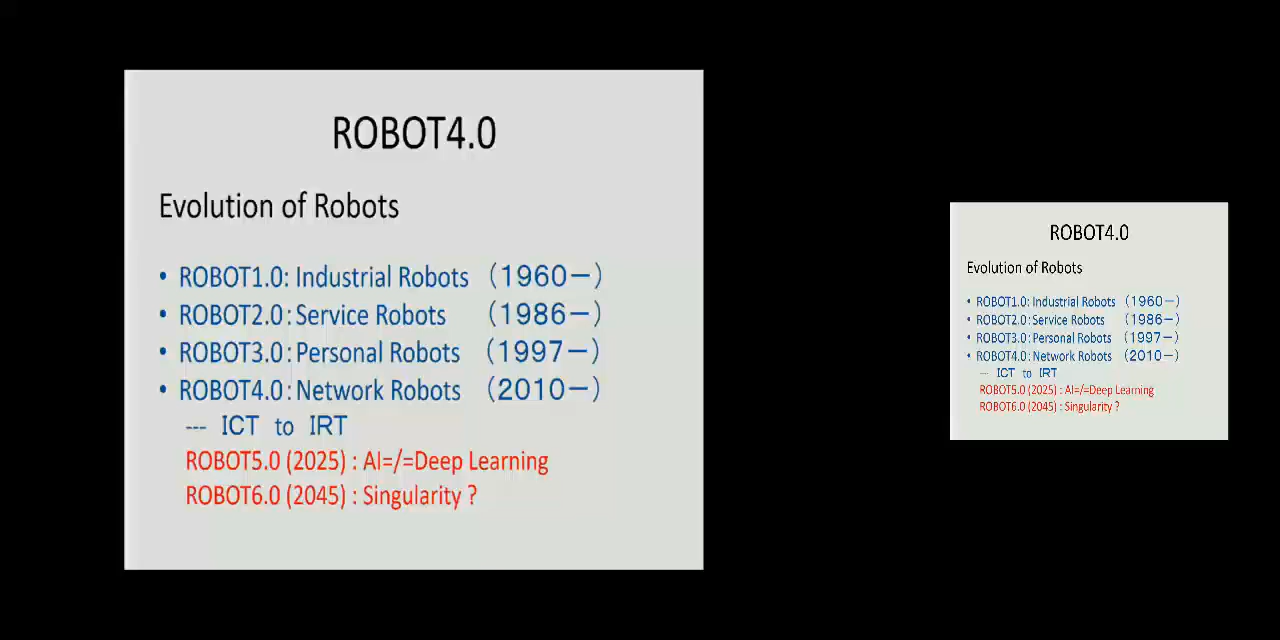 ROBOT4.0
Evolution of Robots
• ROBOT1.0: Industrial Robots （1960－）
• ROBOT2.0: Service Robots （1986－）
• ROBOT3.0: Personal Robots （1997－）
• ROBOT4.0: Network Robots （2010－）
--- ICT to IRT
ROBOT5.0 (2025) : AI=/=Deep Learning
ROBOT6.0 (2045) : Singularity ?
ROBOT4.0
Evolution of Robots
• ROBOT1.0: Industrial Robots （1960－）
• ROBOT2.0: Service Robots （1986－）
• ROBOT3.0: Personal Robots （1997－）
• ROBOT4.0: Network Robots （2010－）
--- ICT to IRT
ROBOT5.0 (2025) : AI=/=Deep Learning
ROBOT6.0 (2045) : Singularity ?